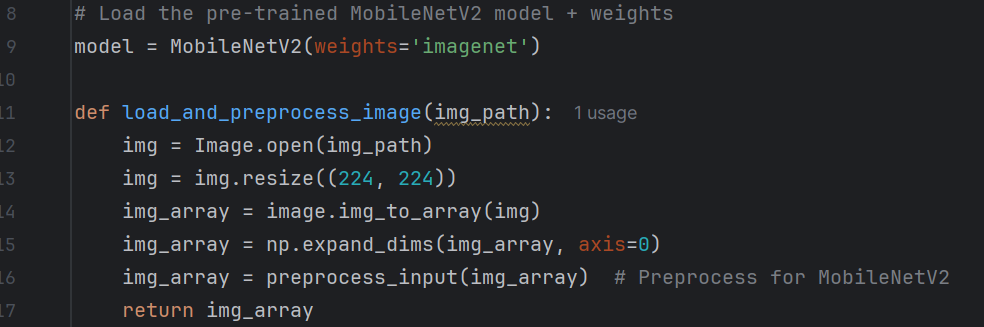 8 # Load the pre-trained MobileNetV2 model + weights
9 model = MobileNetV2(weights='imagenet')
10
11 def load_and_preprocess_image(img_path): 1 usage
12     img = Image.open(img_path)
13     img = img.resize((224, 224))
14     img_array = image.img_to_array(img)
15     img_array = np.expand_dims(img_array, axis=0)
16     img_array = preprocess_input(img_array)  # Preprocess for MobileNetV2
17     return img_array